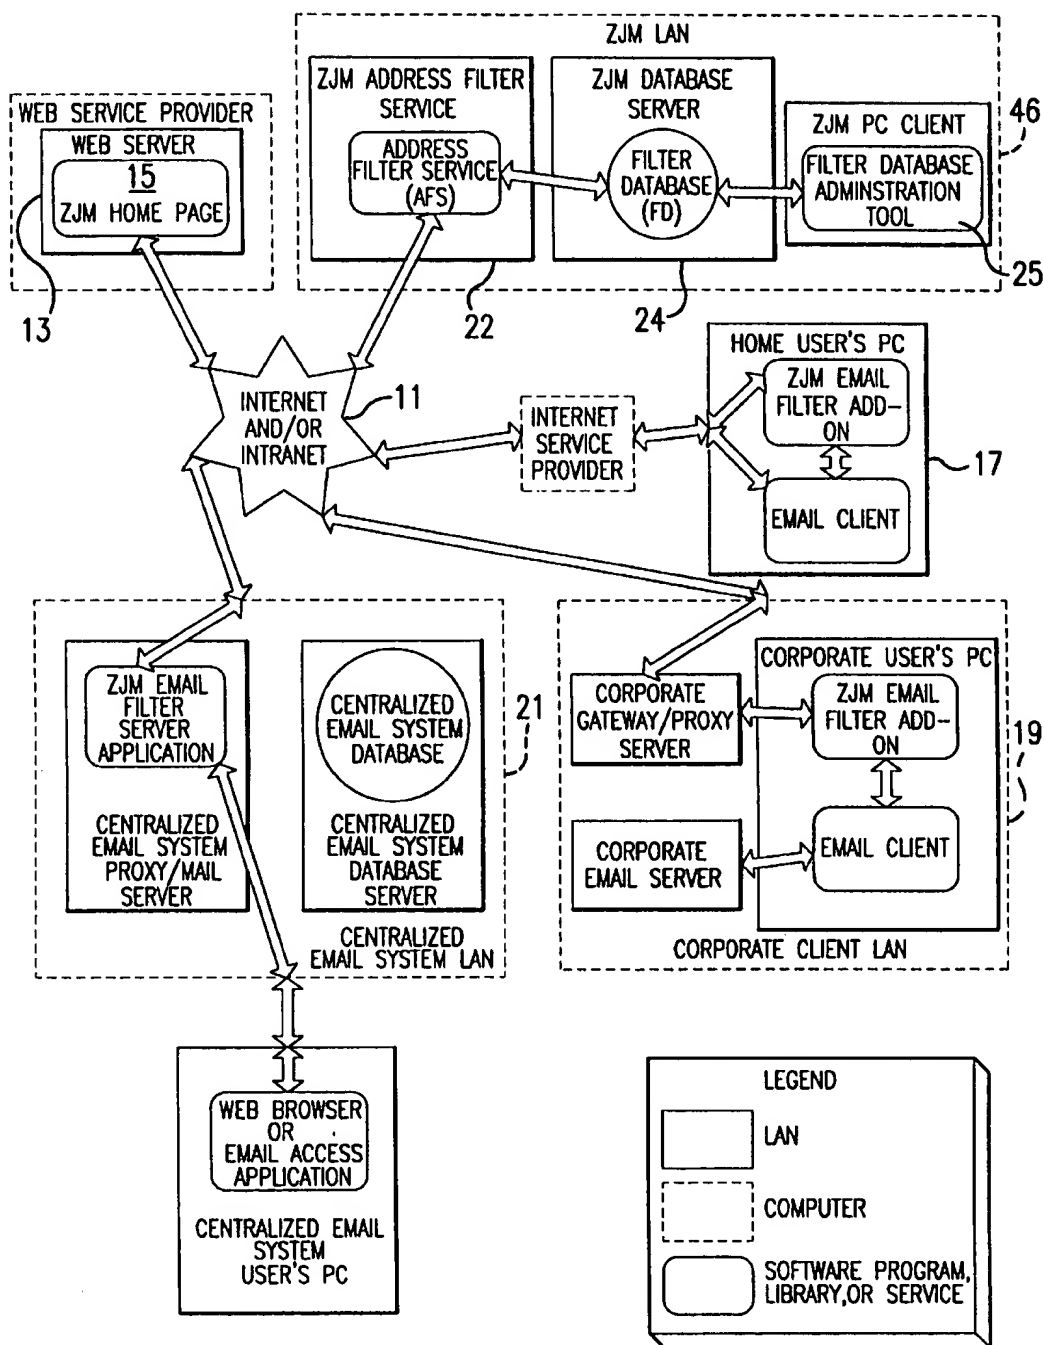 ZJM LAN
WEB SERVICE PROVIDER
WEB SERVER
15
ZJM HOME PAGE
13
ZJM ADDRESS FILTER
SERVICE
ADDRESS
FILTER SERVICE
(AFS)
22
ZJM DATABASE
SERVER
FILTER
DATABASE
(FD)
24
ZJM PC CLIENT
FILTER DATABASE
ADMINSTRATION
TOOL
46
25
INTERNET
AND/OR
INTRANET
11
INTERNET
SERVICE
PROVIDER
HOME USER'S PC
ZJM EMAIL
FILTER ADD-
ON
EMAIL CLIENT
17
ZJM EMAIL
FILTER
SERVER
APPLICATION
CENTRALIZED
EMAIL SYSTEM
PROXY/MAIL
SERVER
CENTRALIZED
EMAIL SYSTEM
DATABASE
CENTRALIZED
EMAIL SYSTEM
DATABASE
SERVER
CENTRALIZED
EMAIL SYSTEM LAN
21
CORPORATE
GATEWAY/PROXY
SERVER
CORPORATE
EMAIL SERVER
CORPORATE USER'S PC
ZJM EMAIL
FILTER ADD-
ON
EMAIL CLIENT
CORPORATE CLIENT LAN
19
WEB BROWSER
OR
EMAIL ACCESS
APPLICATION
CENTRALIZED EMAIL
SYSTEM
USER'S PC
LEGEND
LAN
COMPUTER
SOFTWARE PROGRAM,
LIBRARY, OR SERVICE